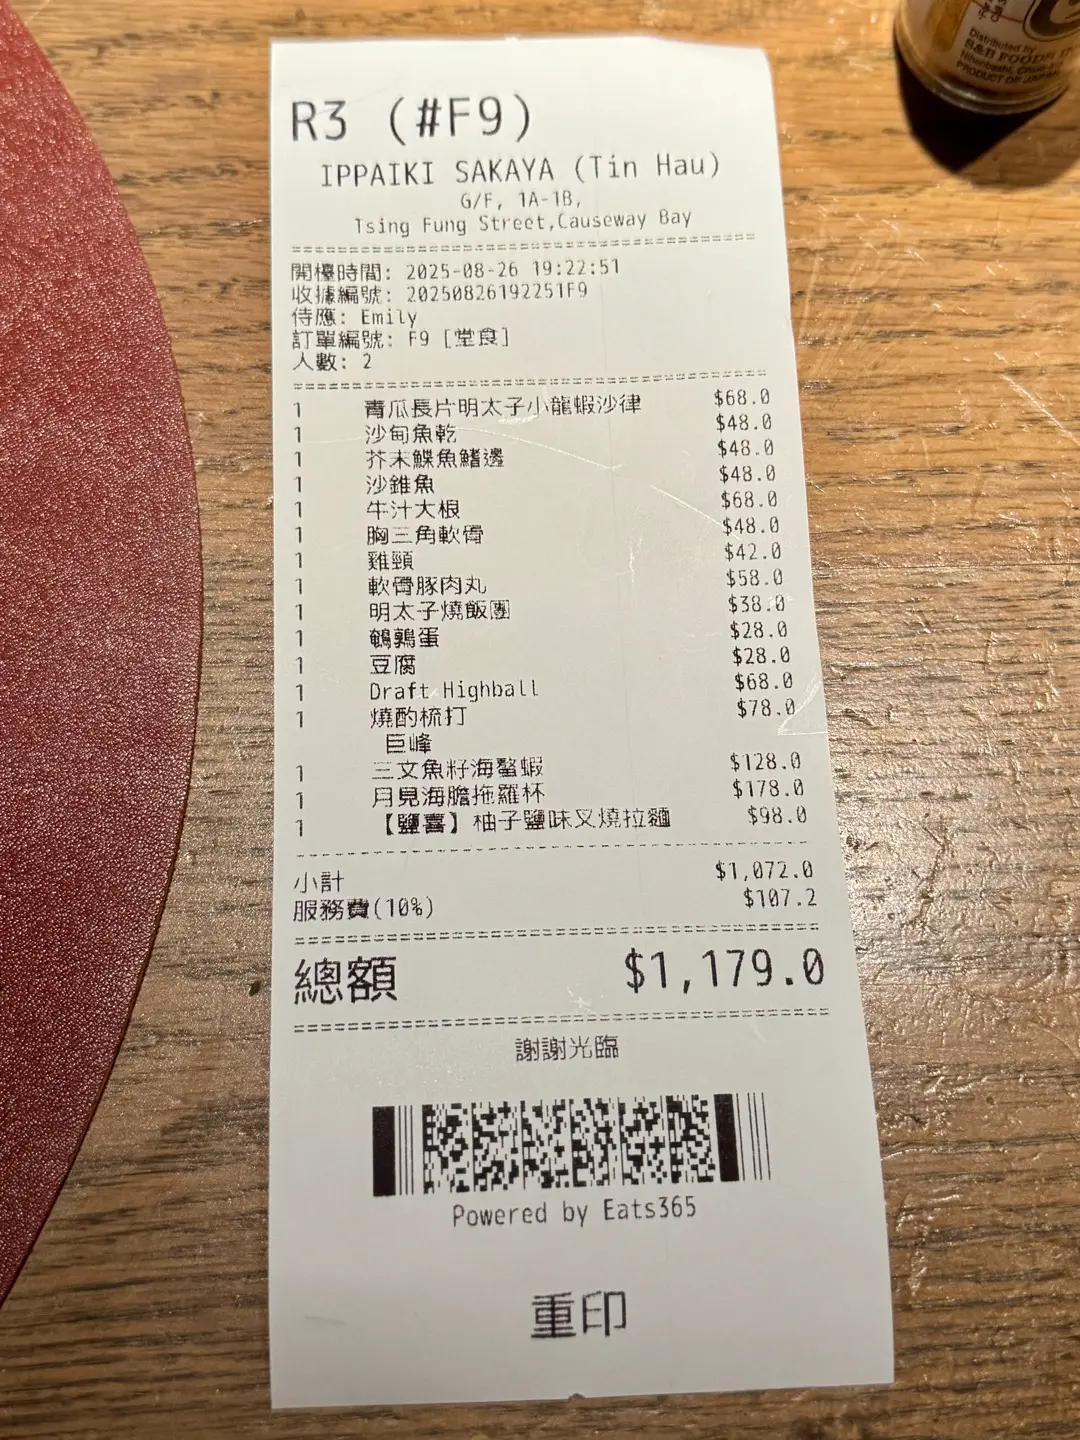 R3 (#F9)
IPPAIKI SAKAYA (Tin Hau)
G/F, 1A-1B,
Tsing Fung Street,Causeway Bay
開檯時間: 2025-08-26 19:22:51
收據編號: 20250826192251F9
侍應: Emily
訂單編號: F9 [堂食]
人數: 2
1 青瓜長片明太子小龍蝦沙律 $68.0
1 沙甸魚乾 $48.0
1 芥末鰈魚鰭邊 $48.0
1 沙錐魚 $48.0
1 牛汁大根 $68.0
1 胸三角軟骨 $48.0
1 雞頸 $42.0
1 軟骨豚肉丸 $58.0
1 明太子燒飯團 $38.0
1 鵪鶉蛋 $28.0
1 豆腐 $28.0
1 Draft Highball $68.0
1 燒酌梳打 $78.0
巨峰
1 三文魚籽海螯蝦 $128.0
1 月見海膽拖羅杯 $178.0
1 【鹽喜】柚子鹽味叉燒拉麵 $98.0
小計 $1,072.0
服務費(10%) $107.2
總額 $1,179.0
謝謝光臨
Powered by Eats365
重印
Distributed by
S&B FOODS
Nihonbashi,
PRODUCT OF JAPAN